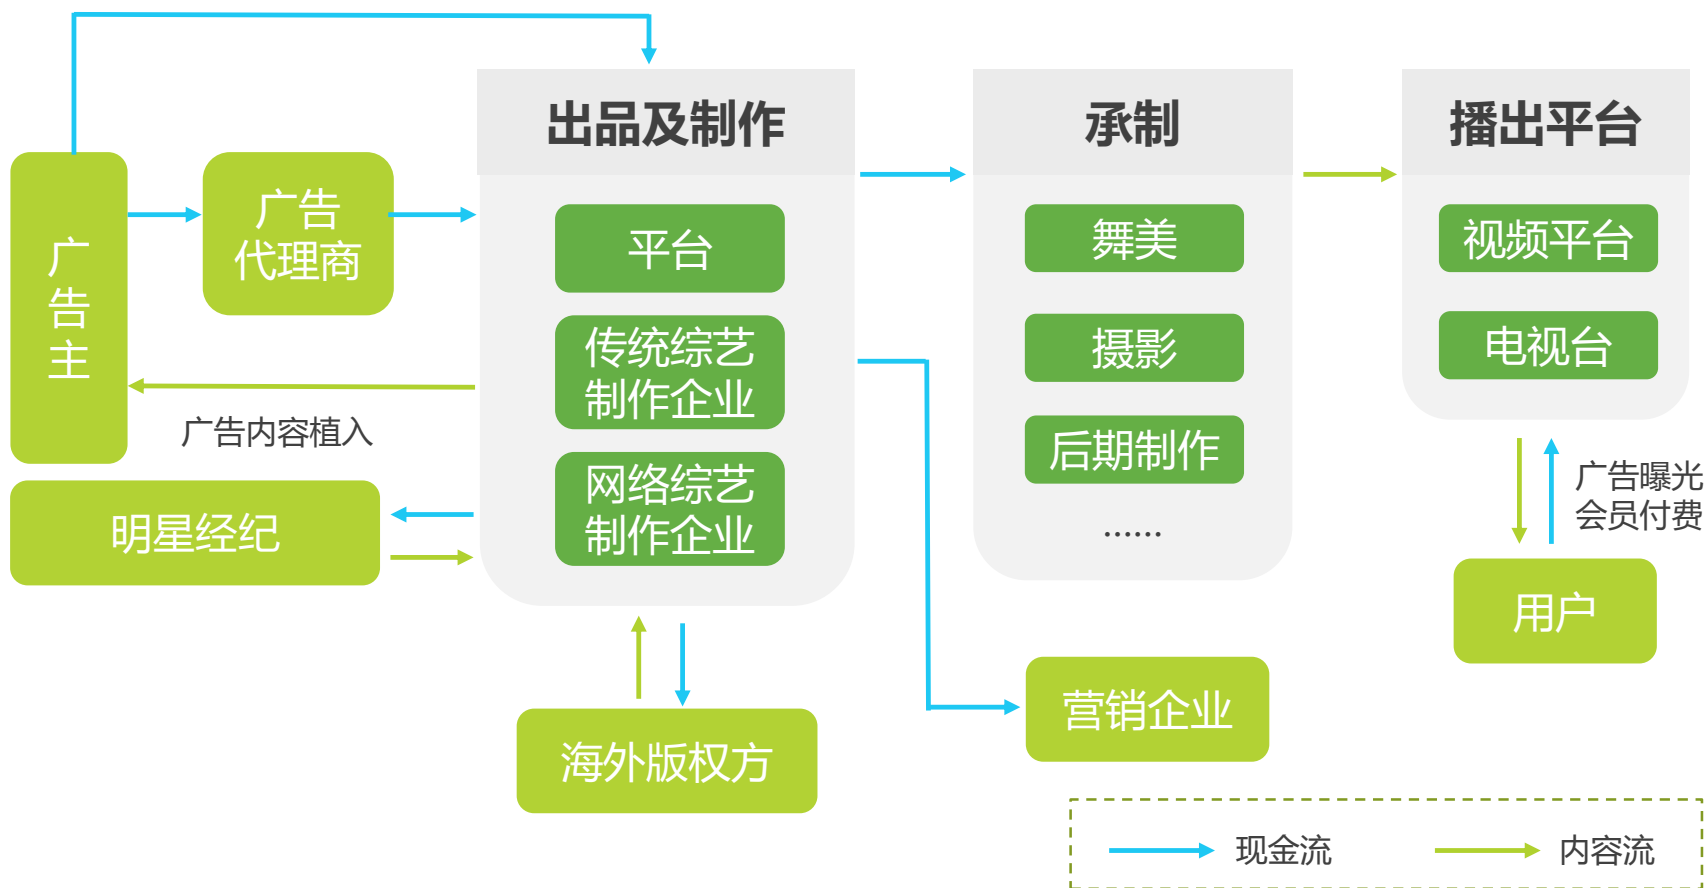 出品及制作
承制
播出平台
广
告
主
广告
代理商
平台
传统综艺
制作企业
网络综艺
制作企业
舞美
摄影
后期制作
......
视频平台
电视台
广告内容植入
明星经纪
广告曝光
会员付费
用户
营销企业
海外版权方
现金流
内容流